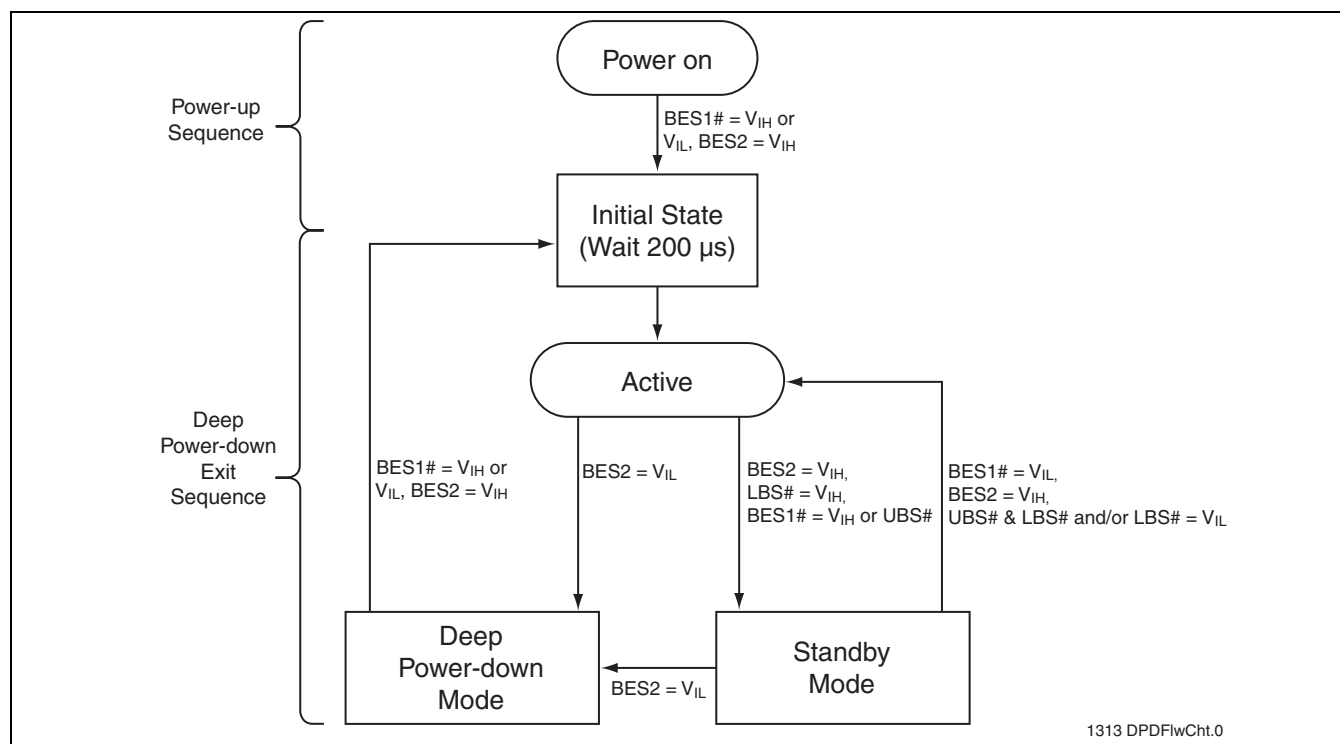 Power on
Power-up
Sequence
BES1# = VIH or
VIL, BES2 = VIH
Initial State
(Wait 200 µs)
Active
Deep
Power-down
Exit
Sequence
BES1# = VIH or
VIL, BES2 = VIH
BES2 = VIL
BES2 = VIH,
LBS# = VIH,
BES1# = VIH or UBS#
BES1# = VIL,
BES2 = VIH,
UBS# & LBS# and/or LBS# = VIL
Deep
Power-down
Mode
BES2 = VIL
Standby
Mode
1313 DPDFlwCht.0